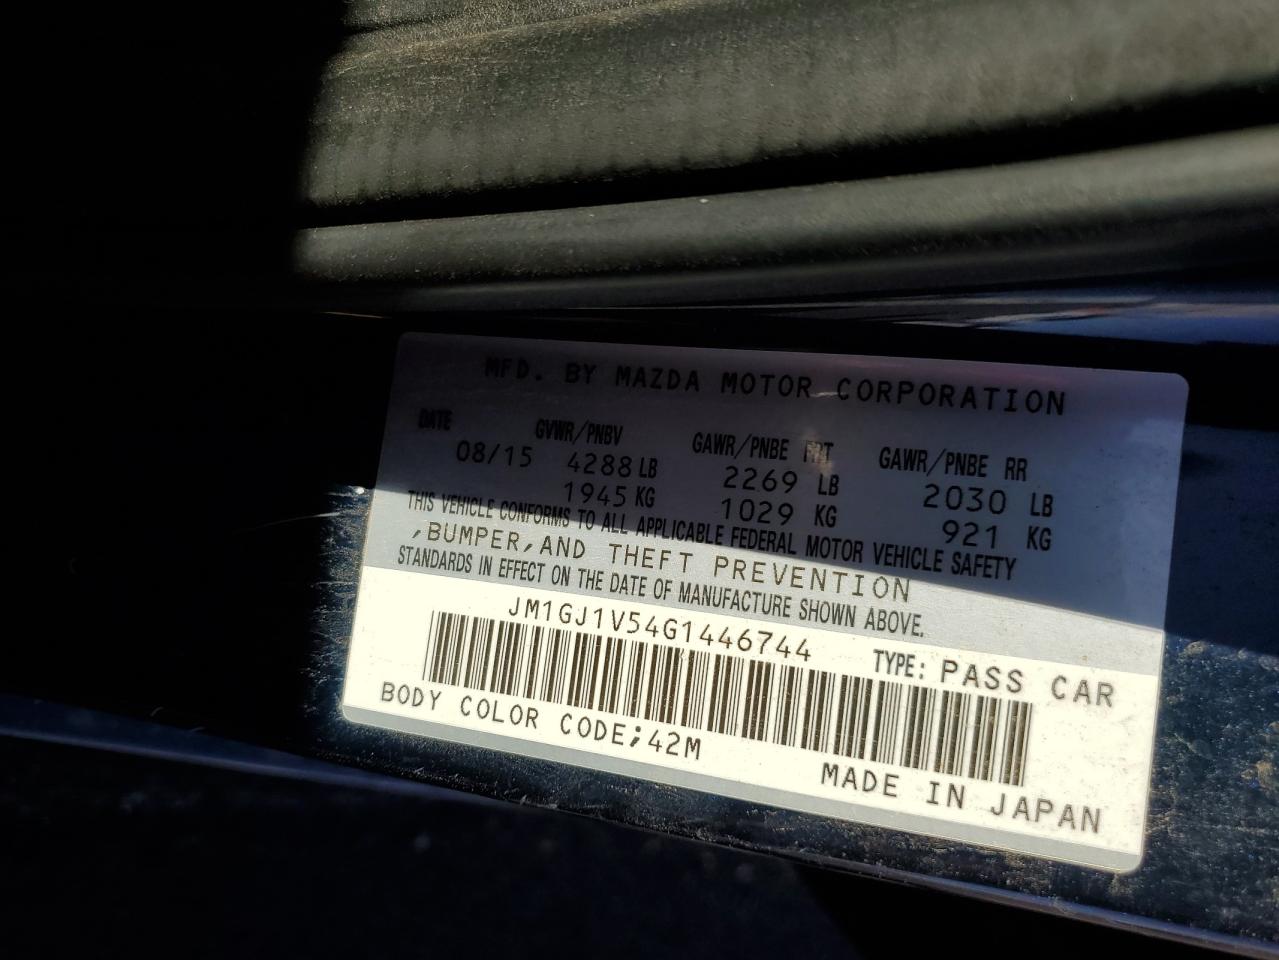 MFD. BY MAZDA MOTOR CORPORATION
DATE GVWR/PNBV GAWR/PNBE FRT GAWR/PNBE RR
08/15 4288 LB 2269 LB 2030 LB
1945 KG 1029 KG 921 KG
THIS VEHICLE CONFORMS TO ALL APPLICABLE FEDERAL MOTOR VEHICLE SAFETY
,BUMPER,AND THEFT PREVENTION
STANDARDS IN EFFECT ON THE DATE OF MANUFACTURE SHOWN ABOVE.
JM1GJ1V54G1446744 TYPE: PASS CAR
BODY COLOR CODE;42M
MADE IN JAPAN